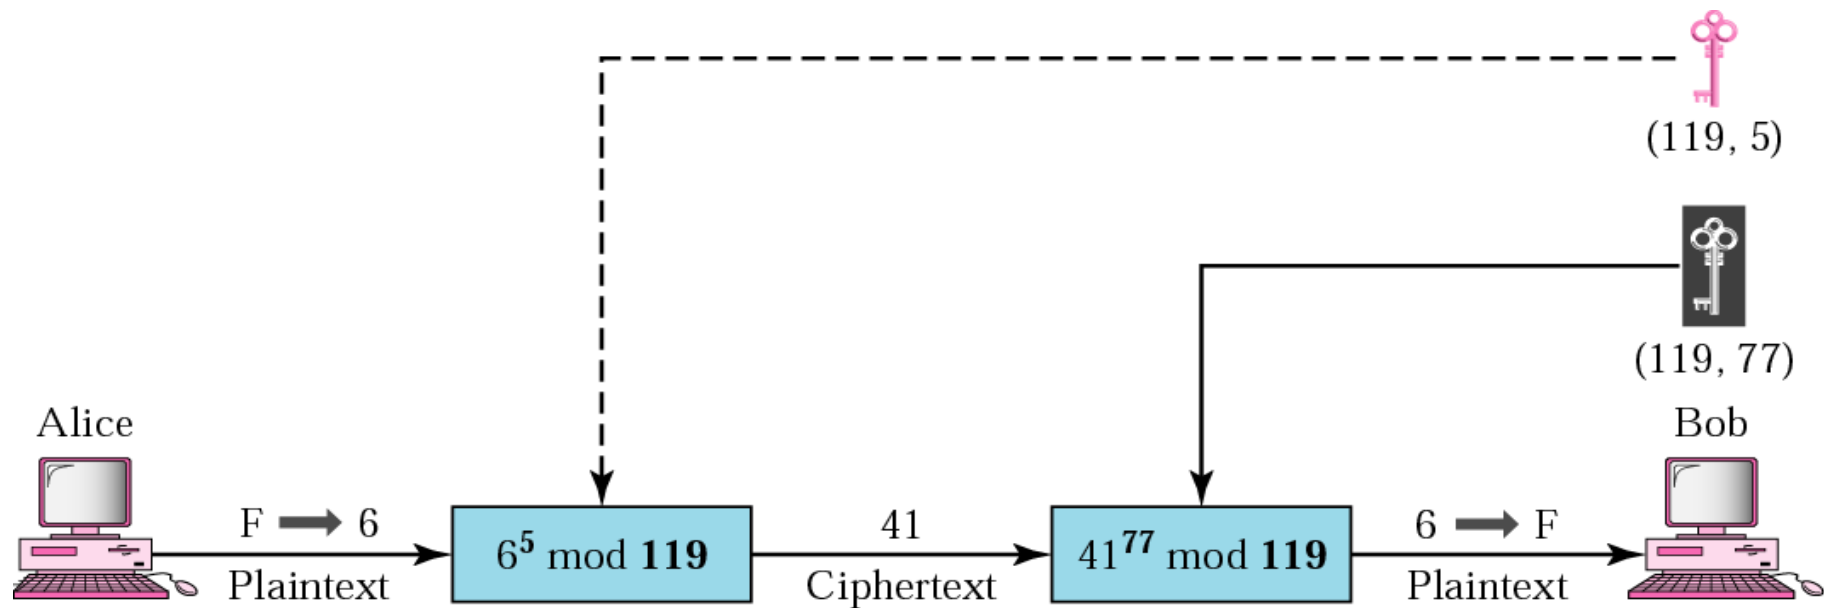 (119, 5)
(119, 77)
Alice
Bob
F ➡ 6
6⁵ mod 119
41
41⁷⁷ mod 119
6 ➡ F
Plaintext
Ciphertext
Plaintext